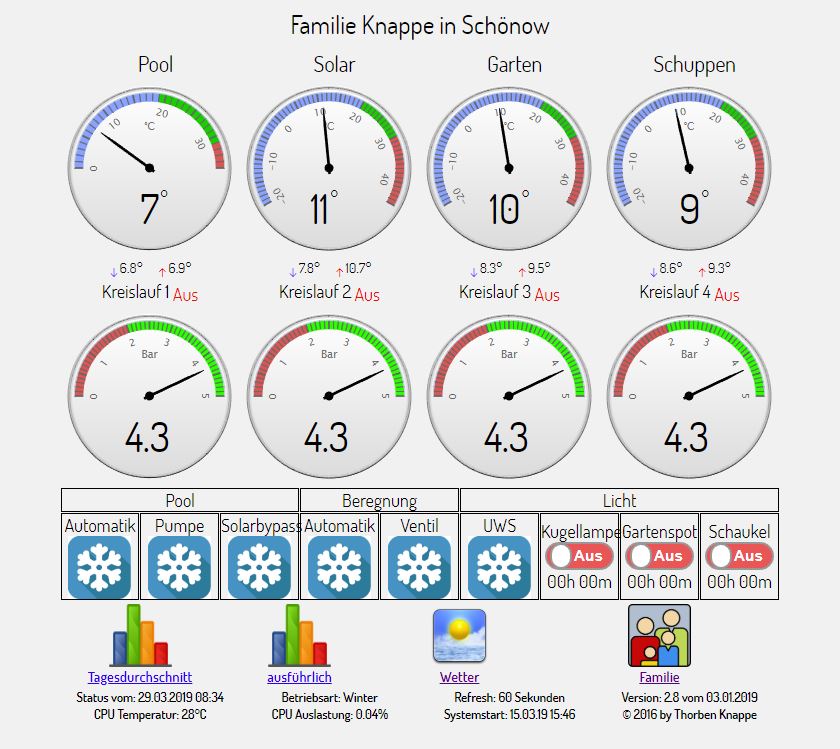 Familie Knappe in Schönow
Pool Solar Garten Schuppen
0 10 20 30 °C
-20 -10 0 10 20 30 40 °C
-20 -10 0 10 20 30 40 °C
-20 -10 0 10 20 30 40 °C
7° 11° 10° 9°
↓6.8° ↑6.9° ↓7.8° ↑10.7° ↓8.3° ↑9.5° ↓8.6° ↑9.3°
Kreislauf 1 Aus Kreislauf 2 Aus Kreislauf 3 Aus Kreislauf 4 Aus
0 1 2 3 4 5 Bar
0 1 2 3 4 5 Bar
0 1 2 3 4 5 Bar
0 1 2 3 4 5 Bar
4.3 4.3 4.3 4.3
Pool Beregnung Licht
Automatik Pumpe Solarbypass Automatik Ventil UWS Kugellampe Gartenspot Schaukel
Aus Aus Aus
00h 00m 00h 00m 00h 00m
Tagesdurchschnitt ausführlich Wetter Familie
Status vom: 29.03.2019 08:34 Betriebsart: Winter Refresh: 60 Sekunden Version: 2.8 vom 03.01.2019
CPU Temperatur: 28°C CPU Auslastung: 0.04% Systemstart: 15.03.19 15:46 © 2016 by Thorben Knappe